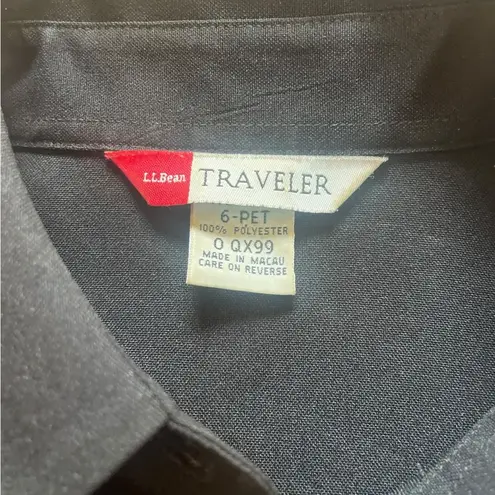 L.L.Bean TRAVELER
6-PET
100% POLYESTER
0 QX99
MADE IN MACAU
CARE ON REVERSE